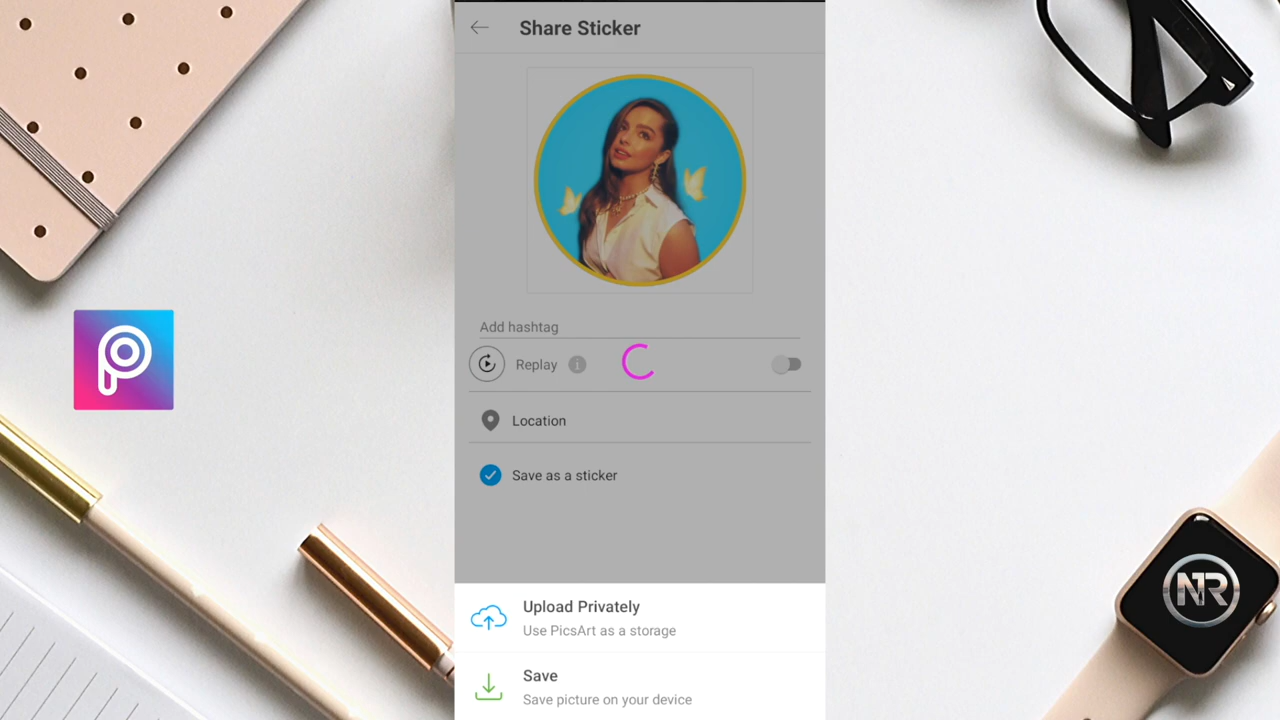 Share Sticker
Add hashtag
Replay
Location
Save as a sticker
Upload Privately
Use PicsArt as a storage
Save
Save picture on your device
NR